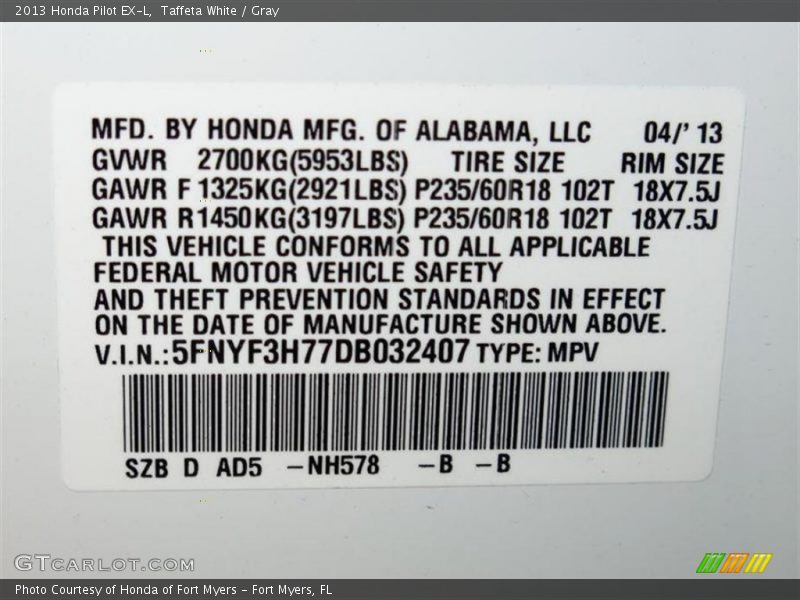 2013 Honda Pilot EX-L, Taffeta White / Gray
MFD. BY HONDA MFG. OF ALABAMA, LLC 04/' 13
GVWR 2700KG(5953LBS) TIRE SIZE RIM SIZE
GAWR F 1325KG(2921LBS) P235/60R18 102T 18X7.5J
GAWR R1450KG(3197LBS) P235/60R18 102T 18X7.5J
THIS VEHICLE CONFORMS TO ALL APPLICABLE
FEDERAL MOTOR VEHICLE SAFETY
AND THEFT PREVENTION STANDARDS IN EFFECT
ON THE DATE OF MANUFACTURE SHOWN ABOVE.
V.I.N.:5FNYF3H77DB032407 TYPE: MPV
SZB D AD5 –NH578 –B –B
GTCarLot.com
Photo Courtesy of Honda of Fort Myers - Fort Myers, FL